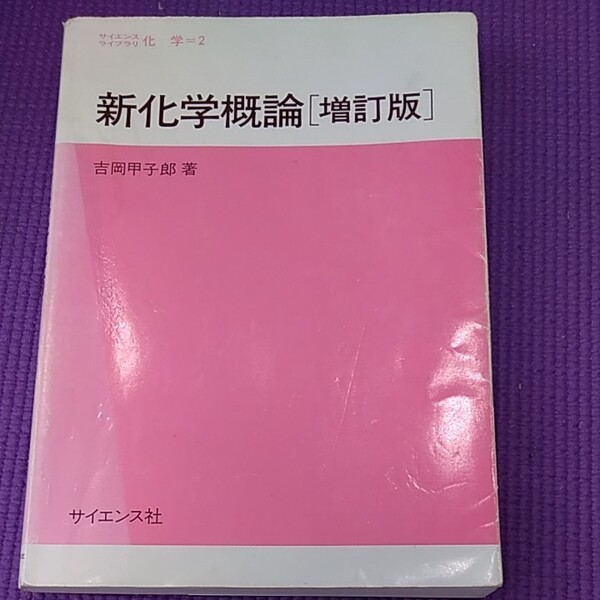 サイエンス
ライブラリ 化 学=2
新化学概論[増訂版]
吉岡甲子郎 著
サイエンス社